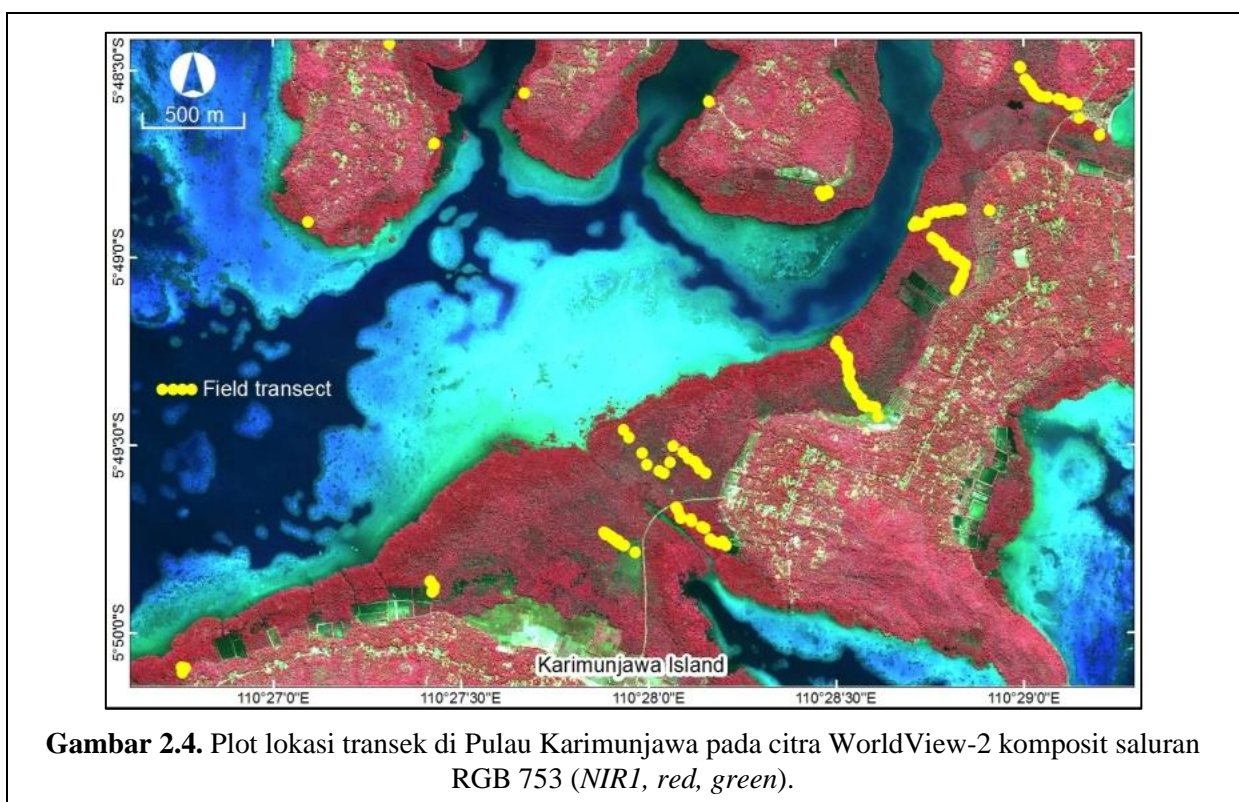 5°48'30"S
500 m
5°49'0"S
Field transect
5°49'30"S
5°50'0"S
Karimunjawa Island
110°27'0"E 110°27'30"E 110°28'0"E 110°28'30"E 110°29'0"E
Gambar 2.4. Plot lokasi transek di Pulau Karimunjawa pada citra WorldView-2 komposit saluran
RGB 753 (NIR1, red, green).